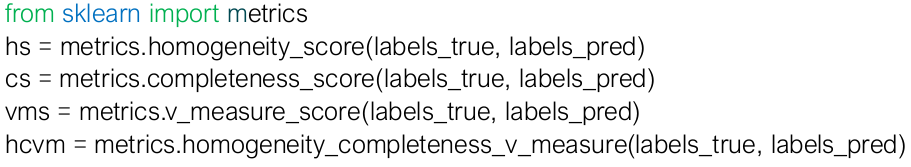 from sklearn import metrics
hs = metrics.homogeneity_score(labels_true, labels_pred)
cs = metrics.completeness_score(labels_true, labels_pred)
vms = metrics.v_measure_score(labels_true, labels_pred)
hcvm = metrics.homogeneity_completeness_v_measure(labels_true, labels_pred)